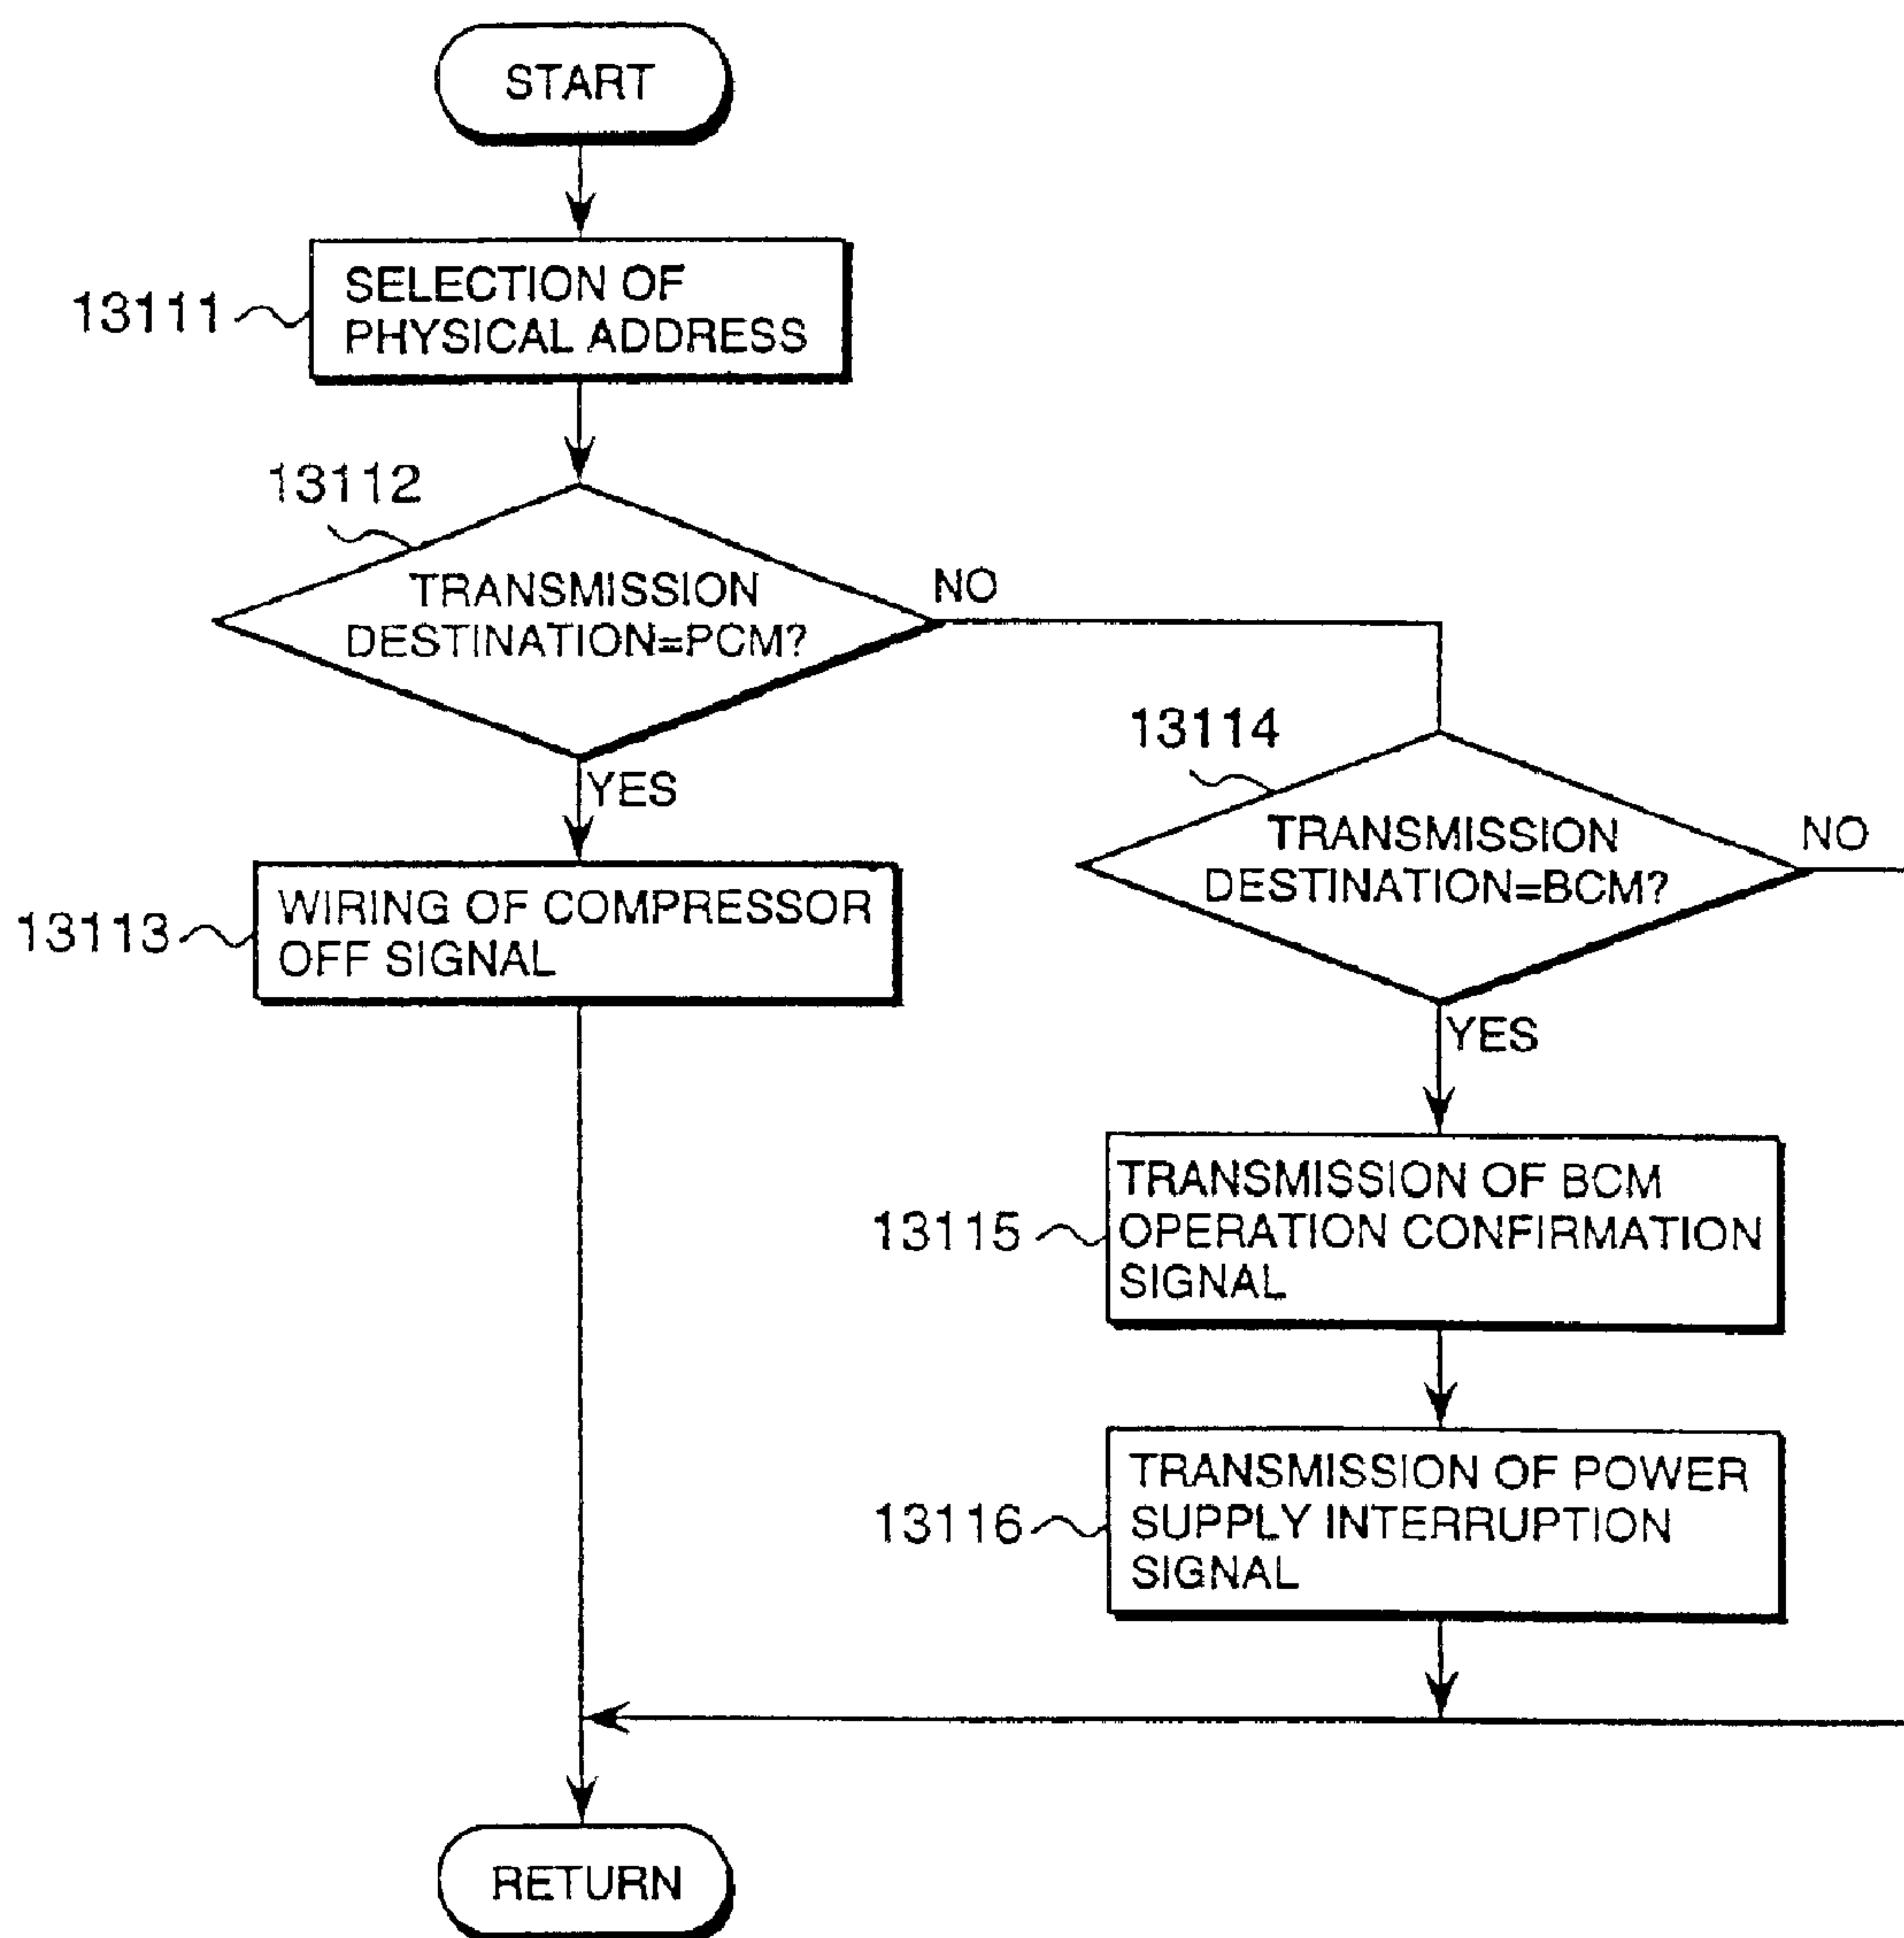 START
13111
SELECTION OF
PHYSICAL ADDRESS
13112
TRANSMISSION
DESTINATION=PCM?
NO
YES
13113
WIRING OF COMPRESSOR
OFF SIGNAL
13114
TRANSMISSION
DESTINATION=BCM?
NO
YES
13115
TRANSMISSION OF BCM
OPERATION CONFIRMATION
SIGNAL
13116
TRANSMISSION OF POWER
SUPPLY INTERRUPTION
SIGNAL
RETURN